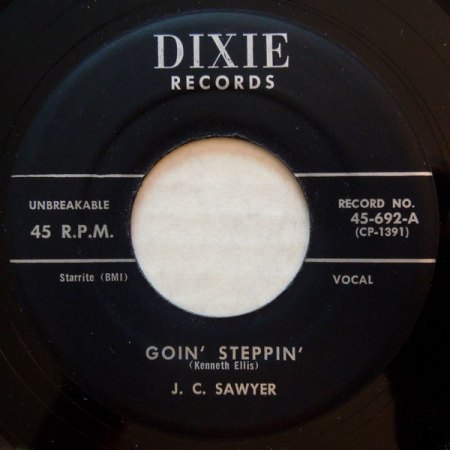 DIXIE
RECORDS
UNBREAKABLE
45 R.P.M.
RECORD NO.
45-692-A
(CP-1391)
Starrite (BMI)
VOCAL
GOIN' STEPPIN'
(Kenneth Ellis)
J. C. SAWYER